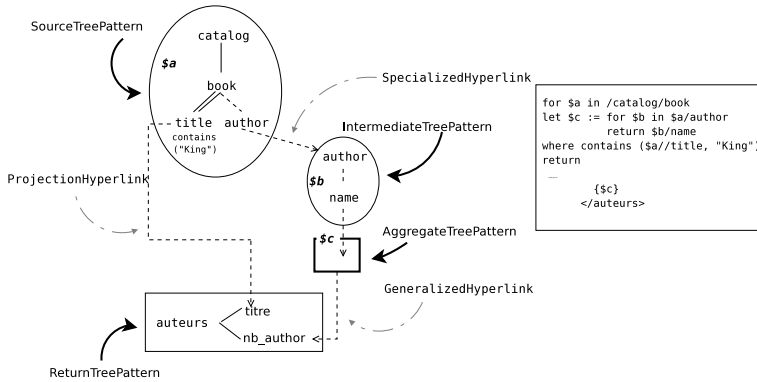 SourceTreePattern
catalog
$a
book
SpecializedHyperlink
title author
contains
("King")
IntermediateTreePattern
author
$b
name
ProjectionHyperlink
$c
AggregateTreePattern
GeneralizedHyperlink
titre
auteurs
nb_author
ReturnTreePattern
for $a in /catalog/book
let $c := for $b in $a/author
return $b/name
where contains ($a//title, "King")
return
{$c}
</auteurs>